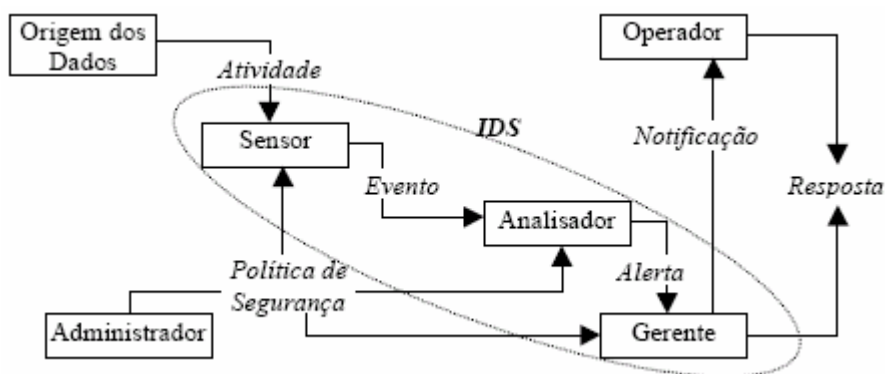 Origem dos
Dados
Operador
Atividade
IDS
Sensor
Notificação
Evento
Resposta
Analisador
Política de
Segurança
Alerta
Administrador
Gerente